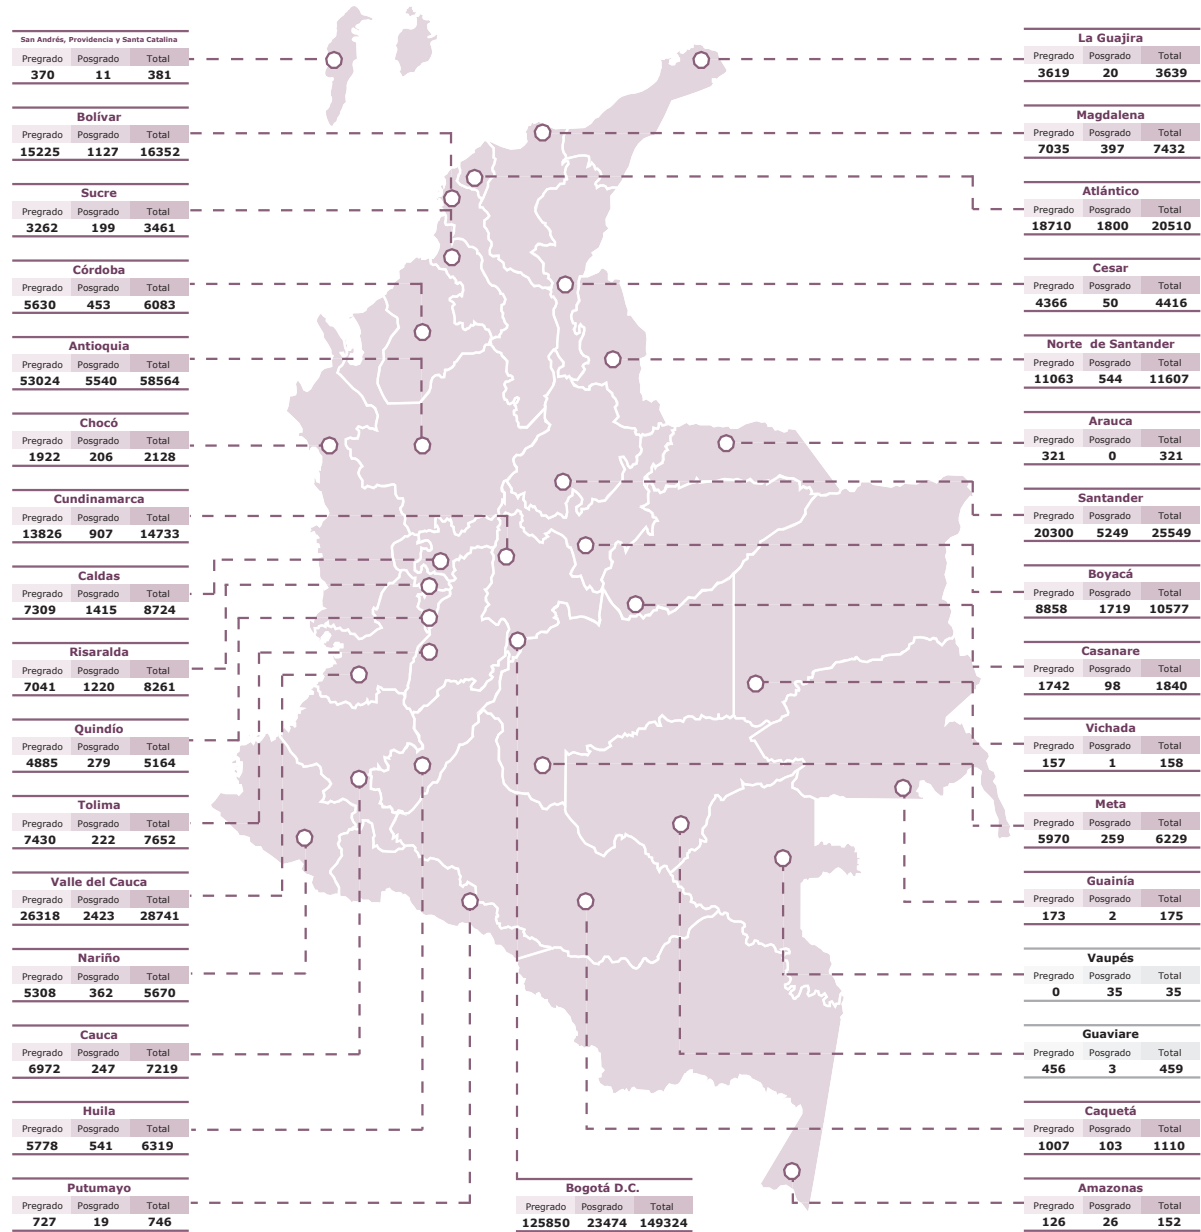 San Andrés, Providencia y Santa Catalina
Pregrado Posgrado Total
370 11 381
Bolívar
Pregrado Posgrado Total
15225 1127 16352
Sucre
Pregrado Posgrado Total
3262 199 3461
Córdoba
Pregrado Posgrado Total
5630 453 6083
Antioquia
Pregrado Posgrado Total
53024 5540 58564
Chocó
Pregrado Posgrado Total
1922 206 2128
Cundinamarca
Pregrado Posgrado Total
13826 907 14733
Caldas
Pregrado Posgrado Total
7309 1415 8724
Risaralda
Pregrado Posgrado Total
7041 1220 8261
Quindío
Pregrado Posgrado Total
4885 279 5164
Tolima
Pregrado Posgrado Total
7430 222 7652
Valle del Cauca
Pregrado Posgrado Total
26318 2423 28741
Nariño
Pregrado Posgrado Total
5308 362 5670
Cauca
Pregrado Posgrado Total
6972 247 7219
Huila
Pregrado Posgrado Total
5778 541 6319
Putumayo
Pregrado Posgrado Total
727 19 746
Bogotá D.C.
Pregrado Posgrado Total
125850 23474 149324
La Guajira
Pregrado Posgrado Total
3619 20 3639
Magdalena
Pregrado Posgrado Total
7035 397 7432
Atlántico
Pregrado Posgrado Total
18710 1800 20510
Cesar
Pregrado Posgrado Total
4366 50 4416
Norte de Santander
Pregrado Posgrado Total
11063 544 11607
Arauca
Pregrado Posgrado Total
321 0 321
Santander
Pregrado Posgrado Total
20300 5249 25549
Boyacá
Pregrado Posgrado Total
8858 1719 10577
Casanare
Pregrado Posgrado Total
1742 98 1840
Vichada
Pregrado Posgrado Total
157 1 158
Meta
Pregrado Posgrado Total
5970 259 6229
Guainía
Pregrado Posgrado Total
173 2 175
Vaupés
Pregrado Posgrado Total
0 35 35
Guaviare
Pregrado Posgrado Total
456 3 459
Caquetá
Pregrado Posgrado Total
1007 103 1110
Amazonas
Pregrado Posgrado Total
126 26 152